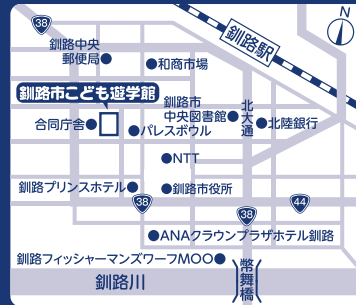 38
N
釧路駅
釧路中央
郵便局
和商市場
釧路市こども遊学館
釧路市
中央図書館
北大通
北陸銀行
合同庁舎
パレスボウル
NTT
釧路プリンスホテル
釧路市役所
38
38
44
ANAクラウンプラザホテル釧路
釧路フィッシャーマンズワーフMOO
幣舞橋
釧路川